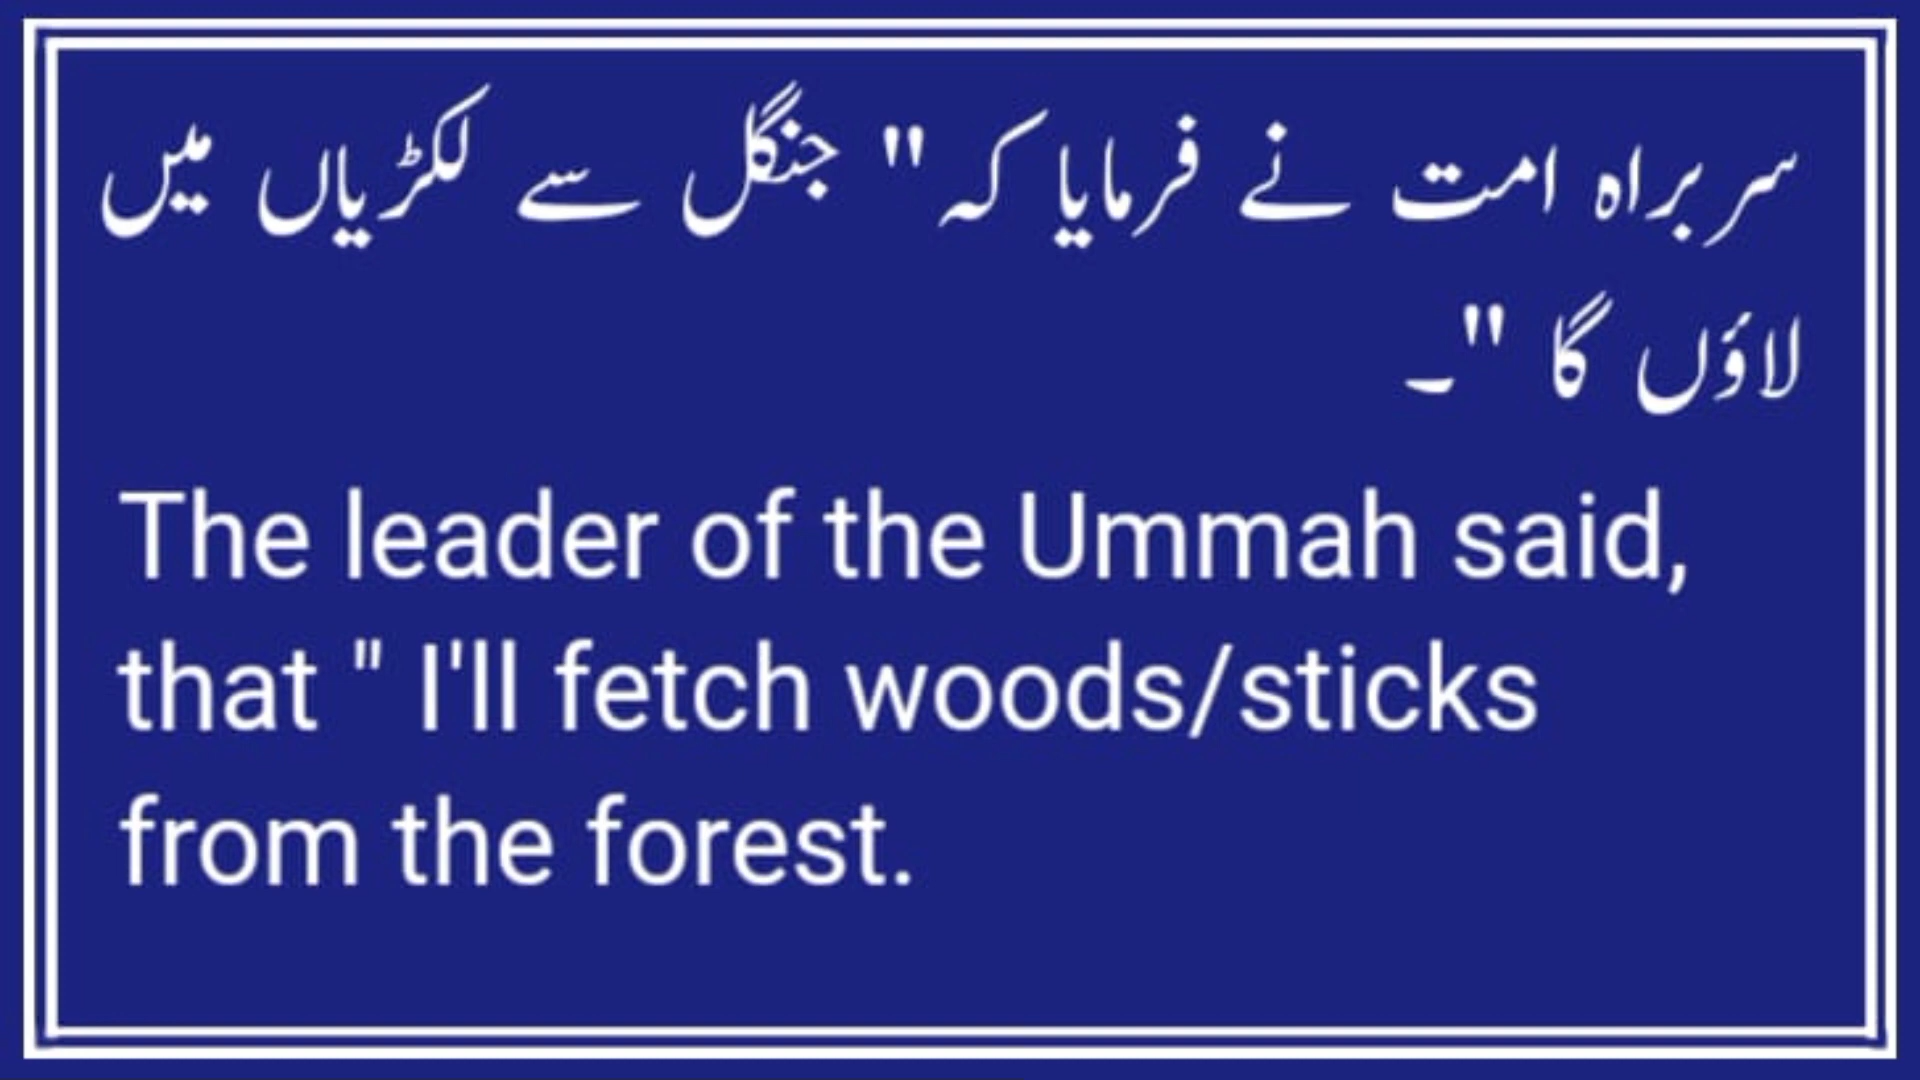 سربراہ امت نے فرمایا کہ" جنگل سے لکڑیاں میں
لاؤں گا "۔
The leader of the Ummah said,
that " I'll fetch woods/sticks
from the forest.